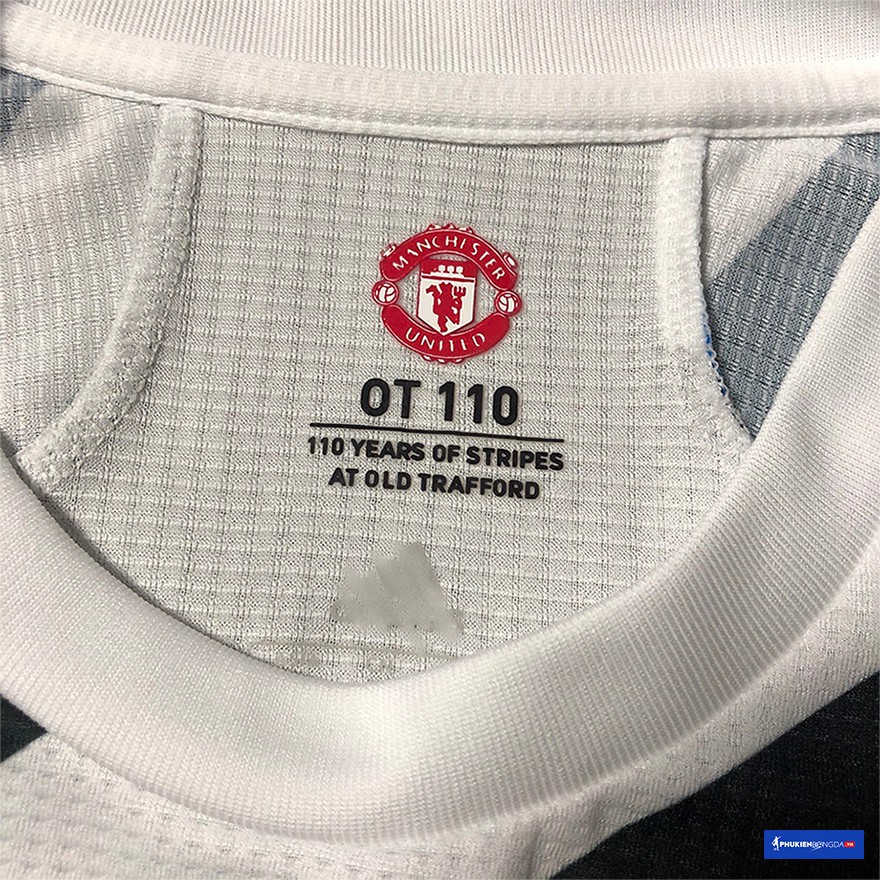 MANCHESTER
UNITED
OT 110
110 YEARS OF STRIPES
AT OLD TRAFFORD
PHUKIENBONGDA.VN